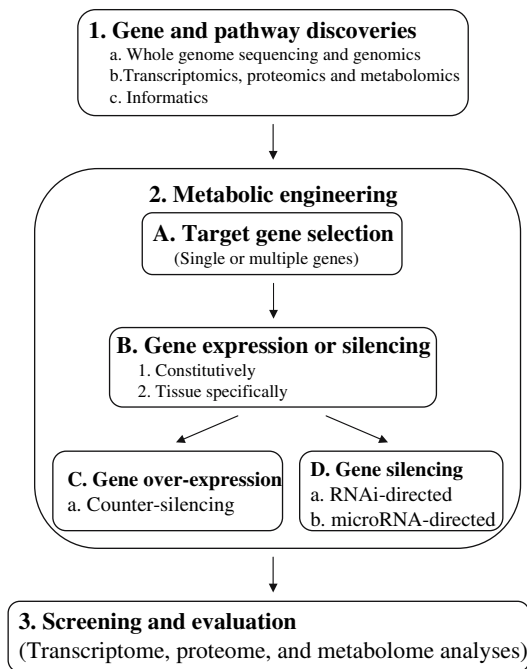 1. Gene and pathway discoveries
a. Whole genome sequencing and genomics
b.Transcriptomics, proteomics and metabolomics
c. Informatics
2. Metabolic engineering
A. Target gene selection
(Single or multiple genes)
B. Gene expression or silencing
1. Constitutively
2. Tissue specifically
C. Gene over-expression
a. Counter-silencing
D. Gene silencing
a. RNAi-directed
b. microRNA-directed
3. Screening and evaluation
(Transcriptome, proteome, and metabolome analyses)